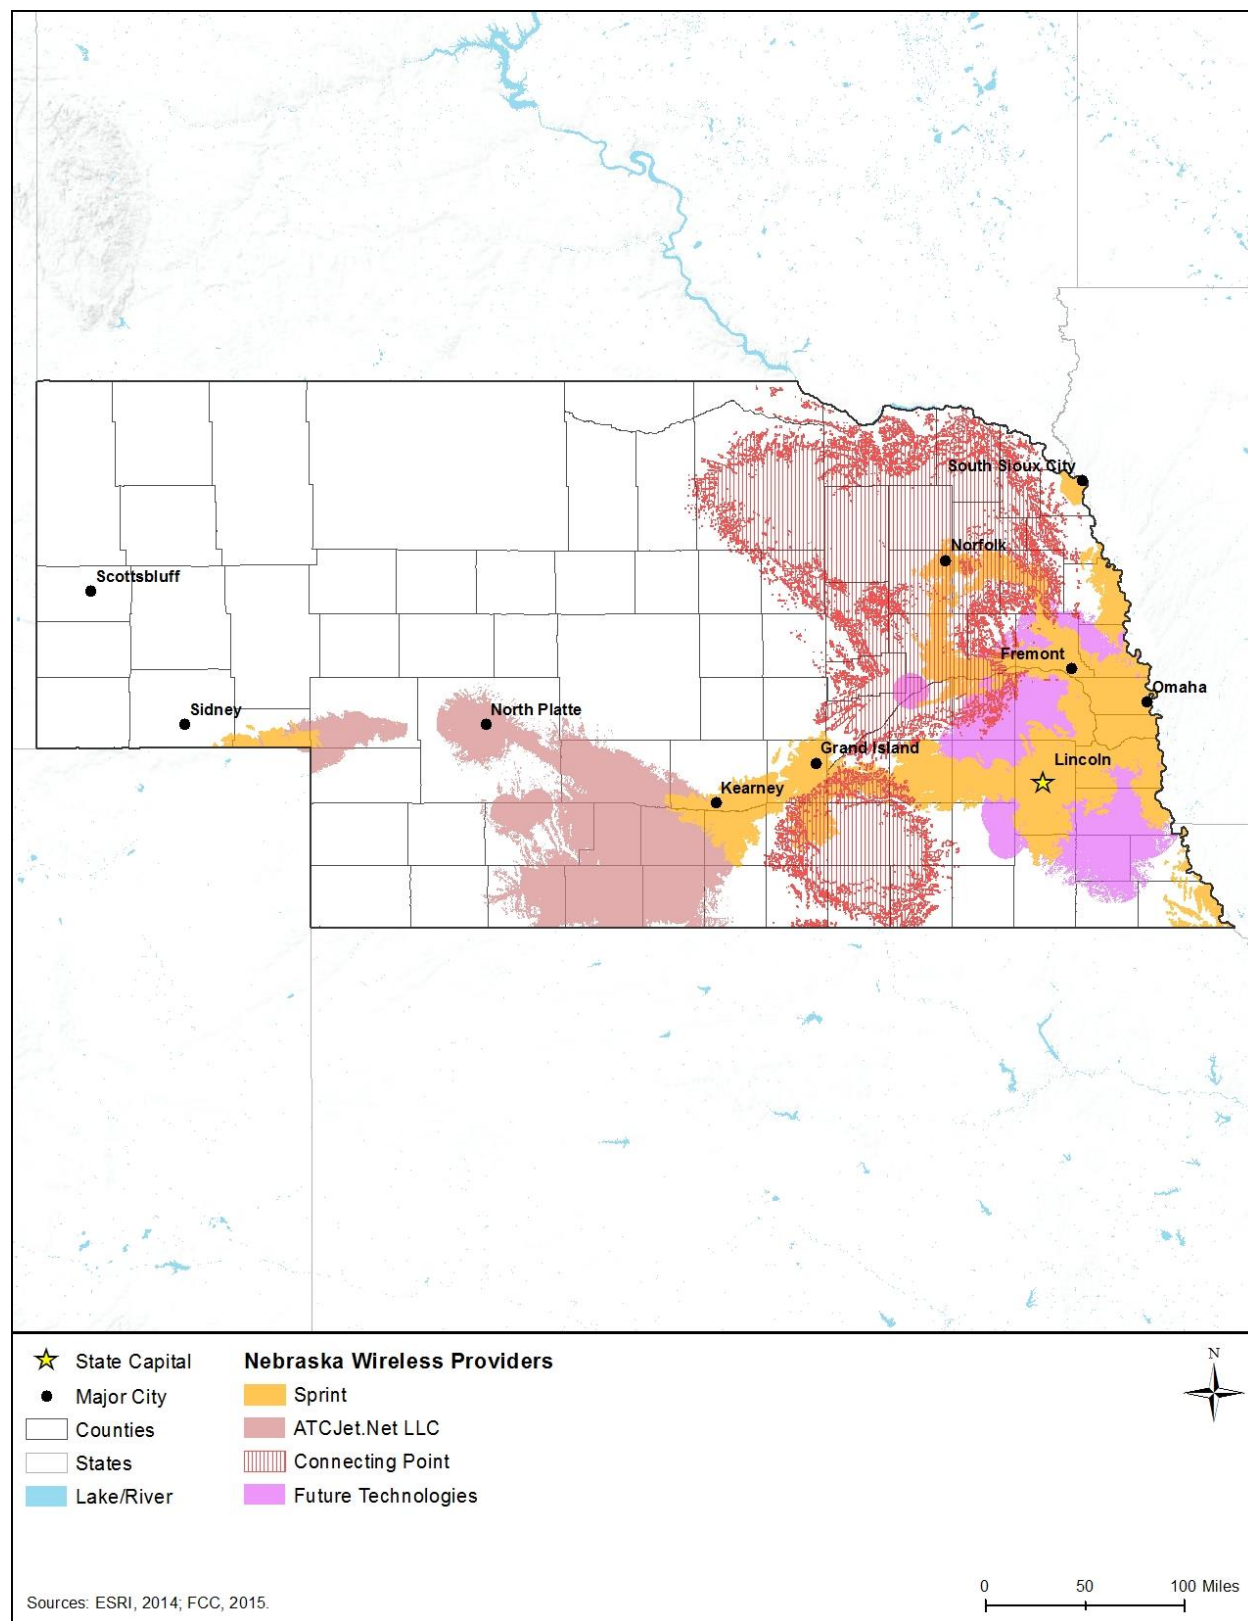 South Sioux City
Norfolk
Scottsbluff
Fremont
Omaha
Sidney
North Platte
Grand Island
Lincoln
Kearney
State Capital
Major City
Counties
States
Lake/River
Nebraska Wireless Providers
Sprint
ATCJet.Net LLC
Connecting Point
Future Technologies
N
Sources: ESRI, 2014; FCC, 2015.
0 50 100 Miles